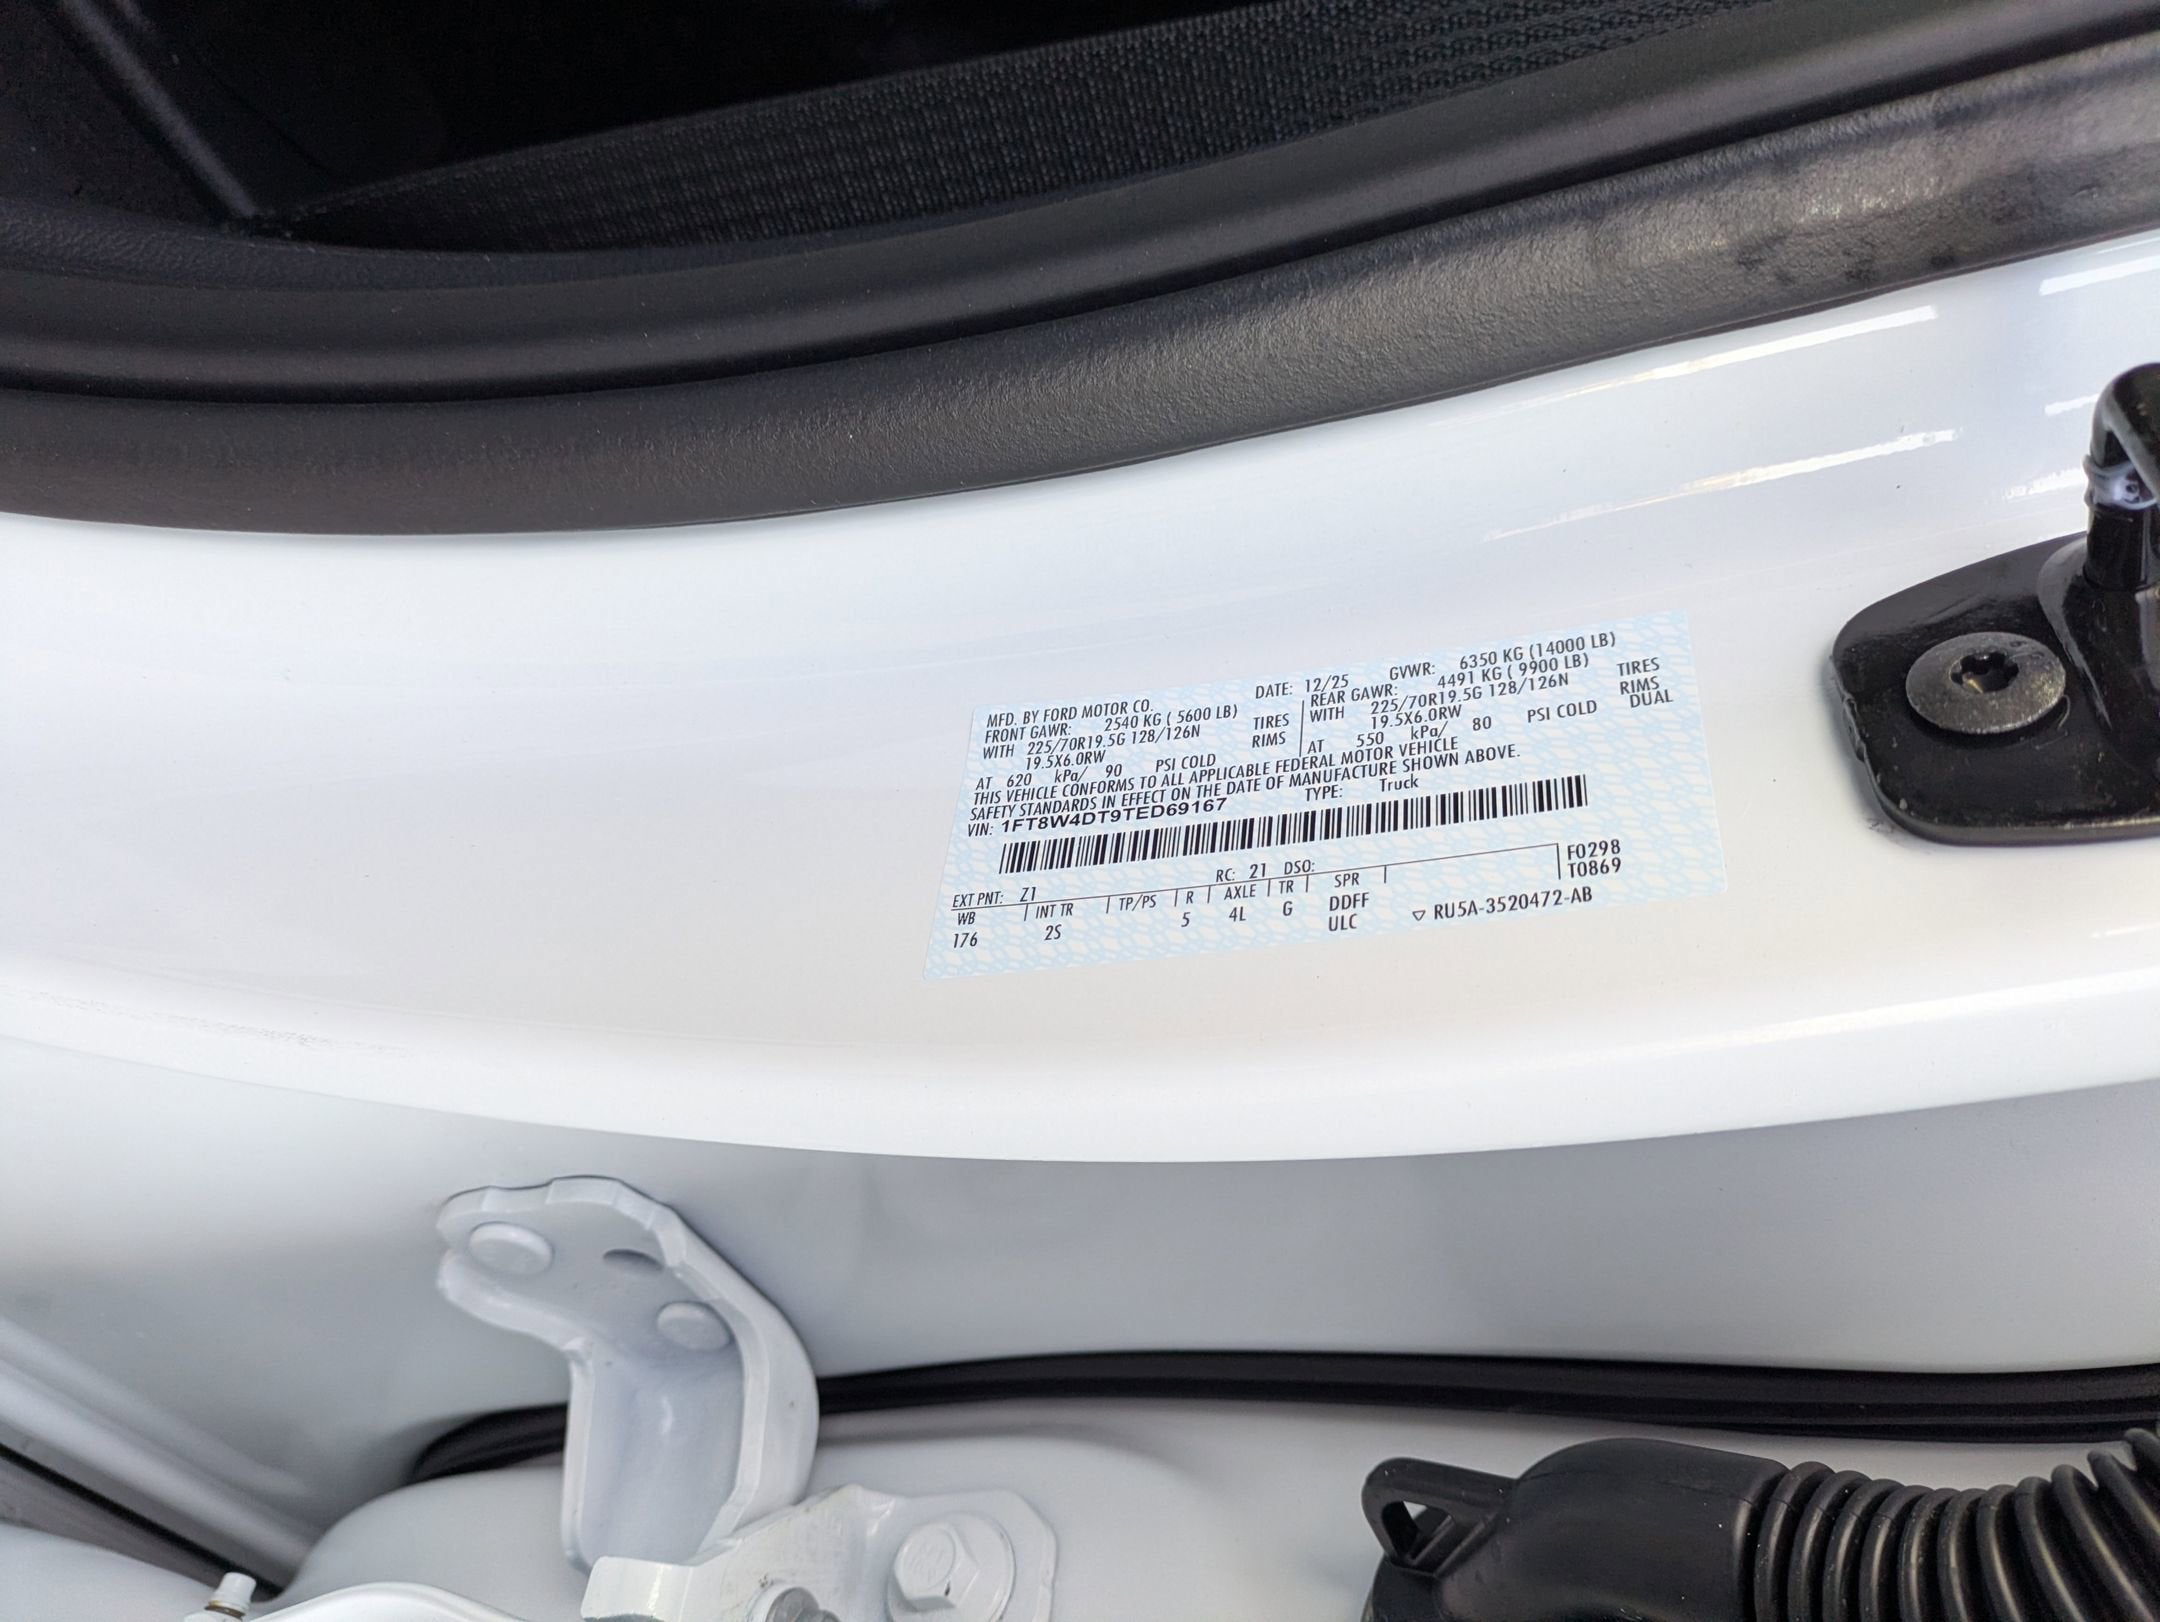 MFD. BY FORD MOTOR CO.
DATE: 12/25 GVWR: 6350 KG (14000 LB)
FRONT GAWR: 2540 KG ( 5600 LB)
WITH 225/70R19.5G 128/126N TIRES
19.5X6.0RW RIMS
AT 620 kPa/ 90 PSI COLD
REAR GAWR: 4491 KG ( 9900 LB)
WITH 225/70R19.5G 128/126N TIRES
19.5X6.0RW RIMS
AT 550 kPa/ 80 PSI COLD DUAL
THIS VEHICLE CONFORMS TO ALL APPLICABLE FEDERAL MOTOR VEHICLE
SAFETY STANDARDS IN EFFECT ON THE DATE OF MANUFACTURE SHOWN ABOVE.
VIN: 1FT8W4DT9TED69167 TYPE: Truck
F0298
T0869
EXT PNT: Z1 RC: 21 DSO:
WB INT TR TP/PS R AXLE TR SPR
176 2S 5 4L G DDFF
ULC ▽ RU5A-3520472-AB